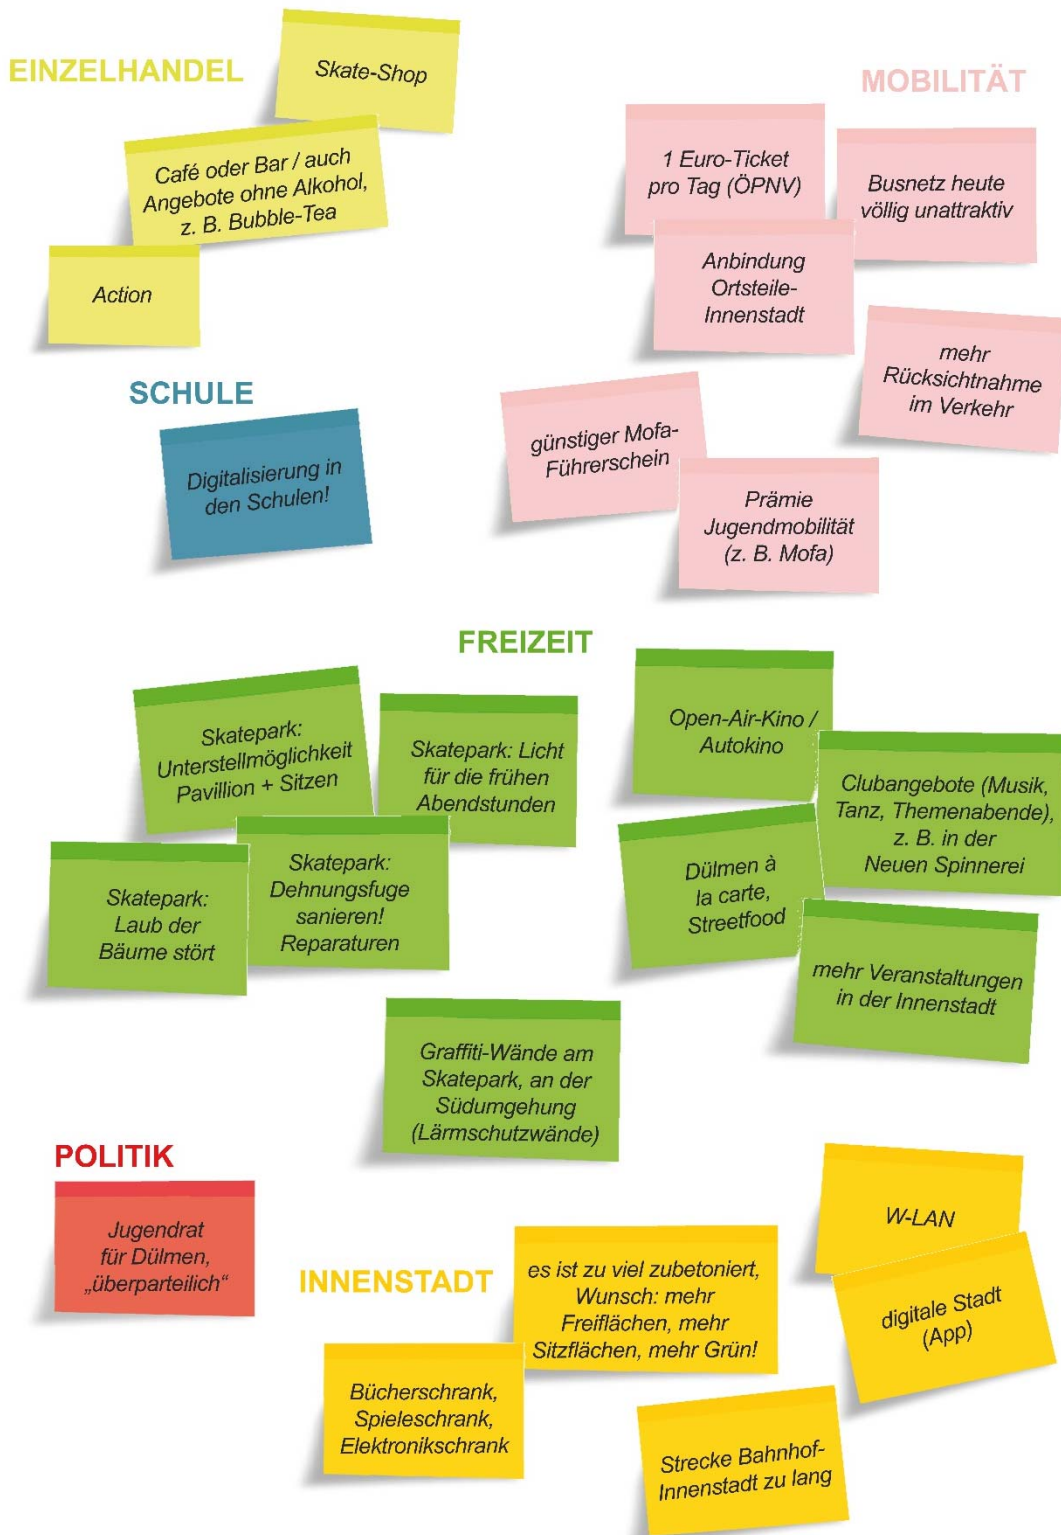 EINZELHANDEL
Skate-Shop
Café oder Bar / auch
Angebote ohne Alkohol,
z. B. Bubble-Tea
Action
MOBILITÄT
1 Euro-Ticket
pro Tag (ÖPNV)
Busnetz heute
völlig unattraktiv
Anbindung
Ortsteile-
Innenstadt
mehr
Rücksichtnahme
im Verkehr
günstiger Mofa-
Führerschein
Prämie
Jugendmobilität
(z. B. Mofa)
SCHULE
Digitalisierung in
den Schulen!
FREIZEIT
Skatepark:
Unterstellmöglichkeit
Pavillion + Sitzen
Skatepark: Licht
für die frühen
Abendstunden
Skatepark:
Laub der
Bäume stört
Skatepark:
Dehnungsfuge
sanieren!
Reparaturen
Open-Air-Kino /
Autokino
Clubangebote (Musik,
Tanz, Themenabende),
z. B. in der
Neuen Spinnerei
Dülmen à
la carte,
Streetfood
mehr Veranstaltungen
in der Innenstadt
Graffiti-Wände am
Skatepark, an der
Südumgehung
(Lärmschutzwände)
POLITIK
Jugendrat
für Dülmen,
„überparteilich“
INNENSTADT
es ist zu viel zubetoniert,
Wunsch: mehr
Freiflächen, mehr
Sitzflächen, mehr Grün!
W-LAN
digitale Stadt
(App)
Bücherschrank,
Spieleschrank,
Elektronikschrank
Strecke Bahnhof-
Innenstadt zu lang